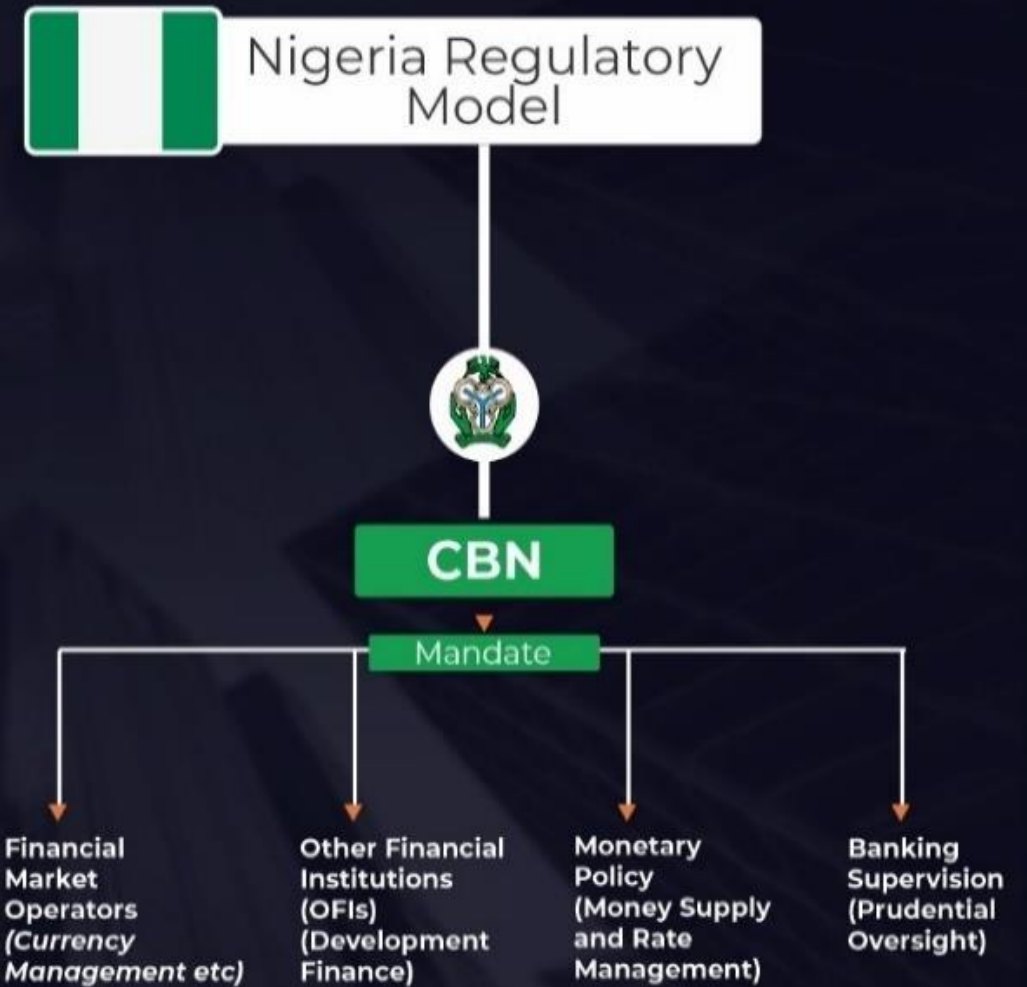 Nigeria Regulatory
Model
CBN
Mandate
Financial
Market
Operators
(Currency
Management etc)
Other Financial
Institutions
(OFIs)
(Development
Finance)
Monetary
Policy
(Money Supply
and Rate
Management)
Banking
Supervision
(Prudential
Oversight)